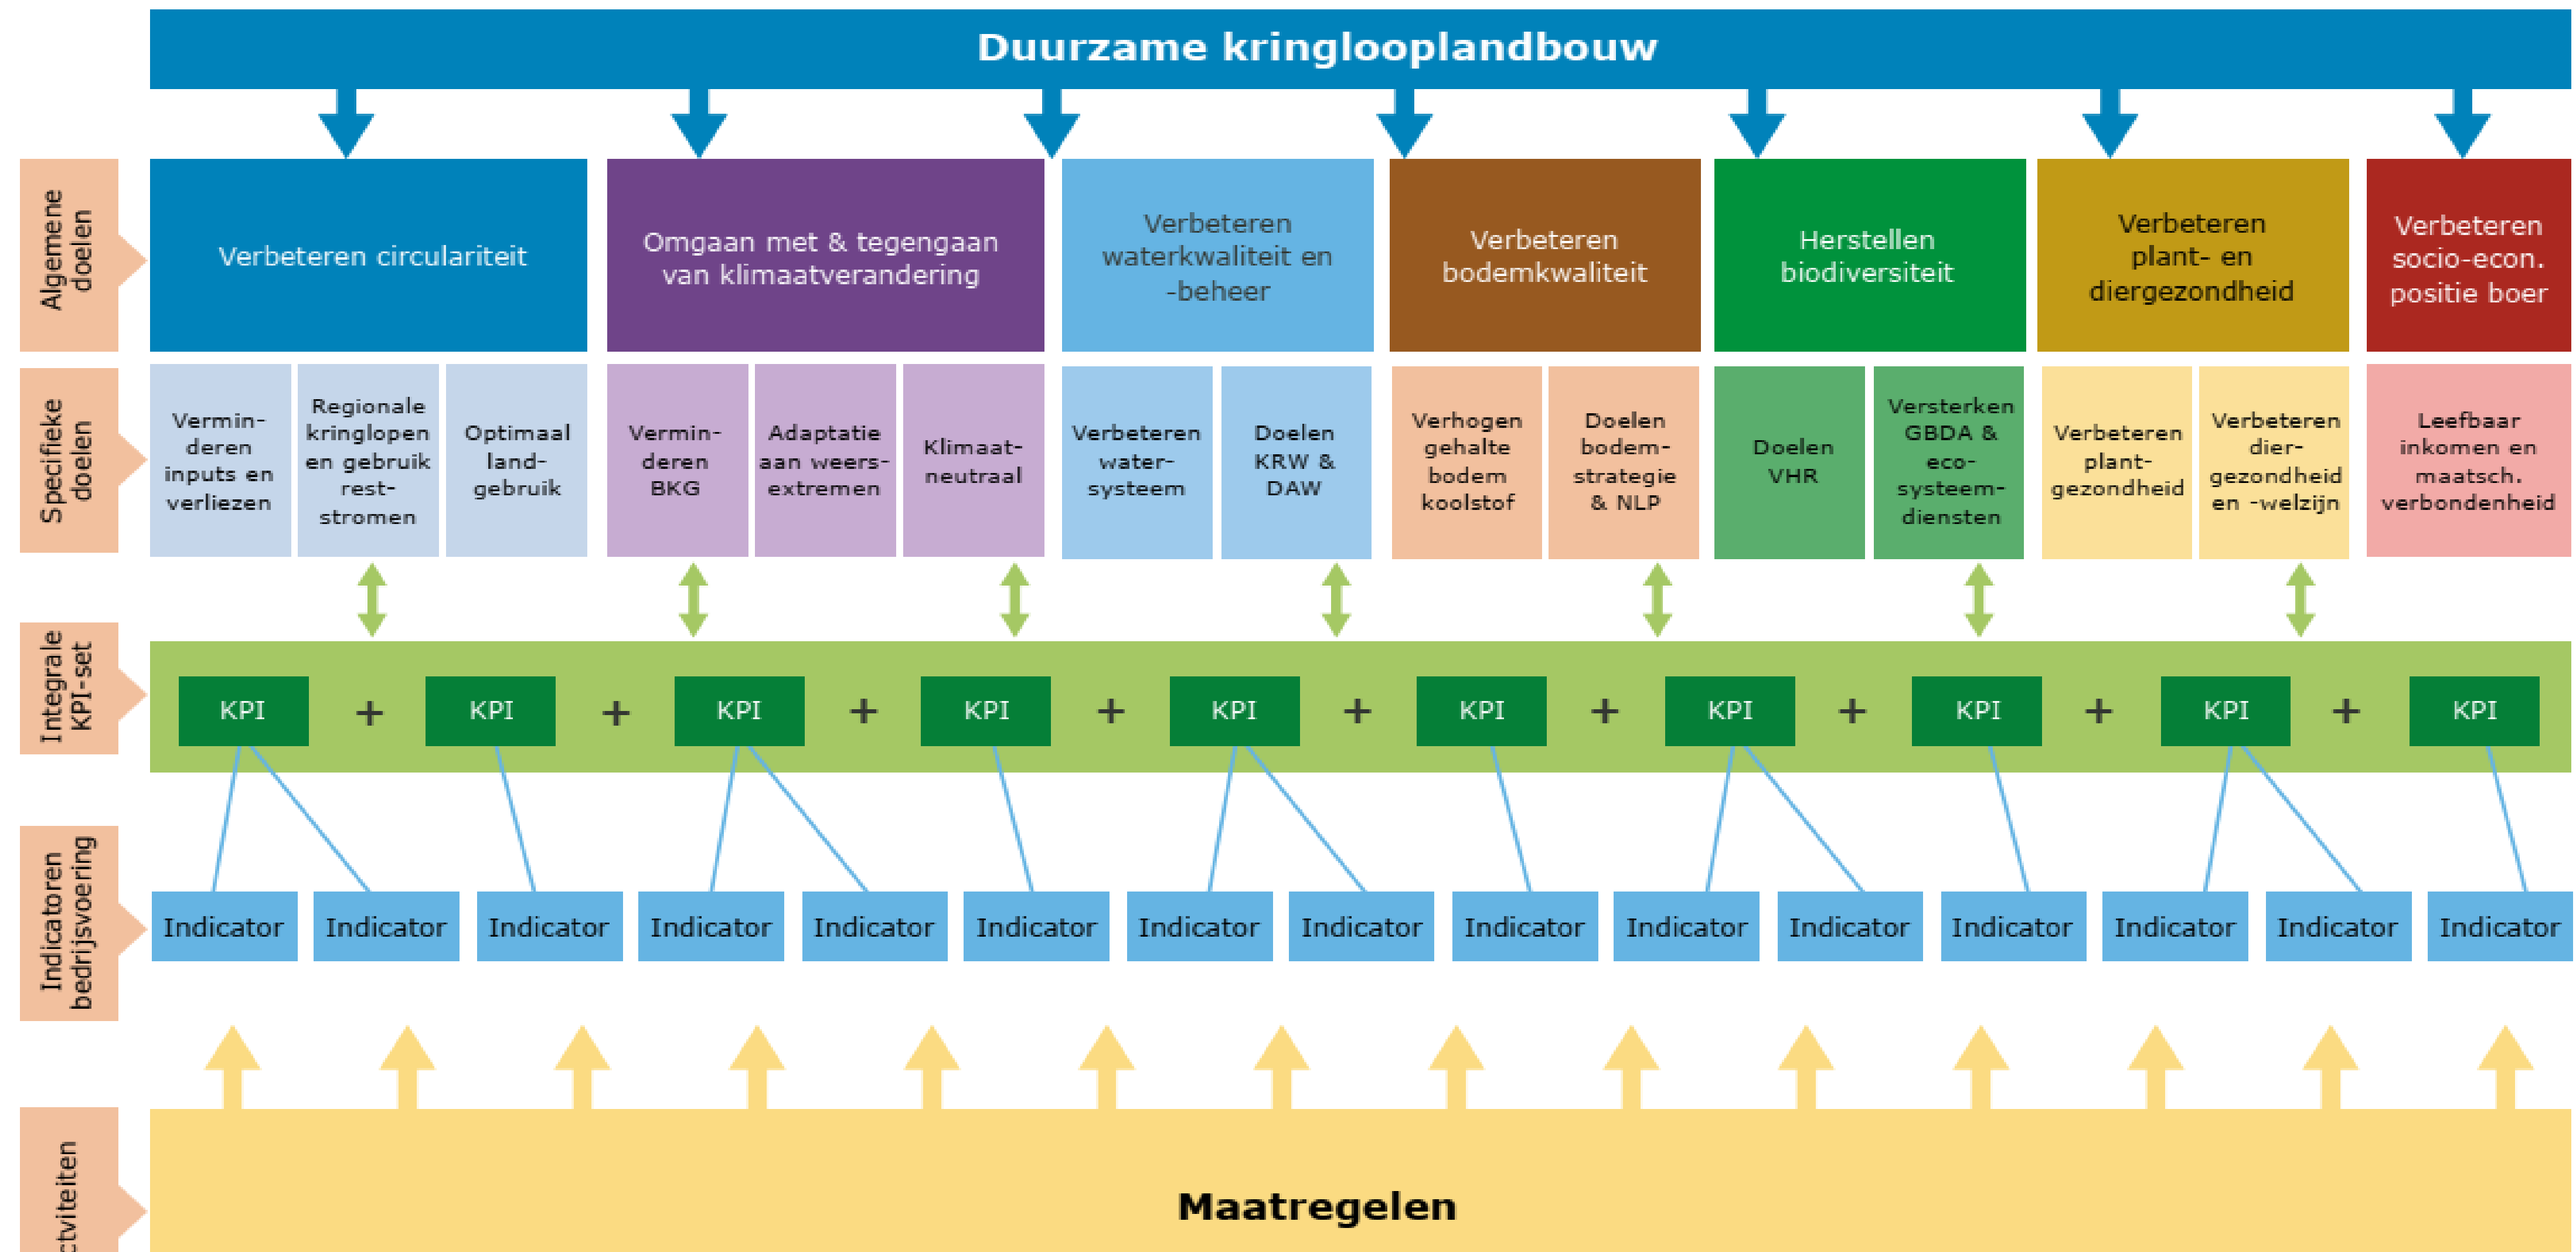 Duurzame kringlooplandbouw
Algemene
doelen
Verbeteren circulariteit
Omgaan met & tegengaan
van klimaatverandering
Verbeteren
waterkwaliteit en
-beheer
Verbeteren
bodemkwaliteit
Herstellen
biodiversiteit
Verbeteren
plant- en
diergezondheid
Verbeteren
socio-econ.
positie boer
Specifieke
doelen
Vermin-
deren
inputs en
verliezen
Regionale
kringlopen
en gebruik
rest-
stromen
Optimaal
land-
gebruik
Vermin-
deren
BKG
Adaptatie
aan weers-
extremen
Klimaat-
neutraal
Verbeteren
water-
systeem
Doelen
KRW &
DAW
Verhogen
gehalte
bodem
koolstof
Doelen
bodem-
strategie
& NLP
Doelen
VHR
Versterken
GBDA &
eco-
systeem-
diensten
Verbeteren
plant-
gezondheid
Verbeteren
dier-
gezondheid
en -welzijn
Leefbaar
inkomen en
maatsch.
verbondenheid
Integrale
KPI-set
KPI + KPI + KPI + KPI + KPI + KPI + KPI + KPI + KPI + KPI
Indicatoren
bedrijsvoering
Indicator Indicator Indicator Indicator Indicator Indicator Indicator Indicator Indicator Indicator Indicator Indicator Indicator Indicator Indicator
ctviteiten
Maatregelen